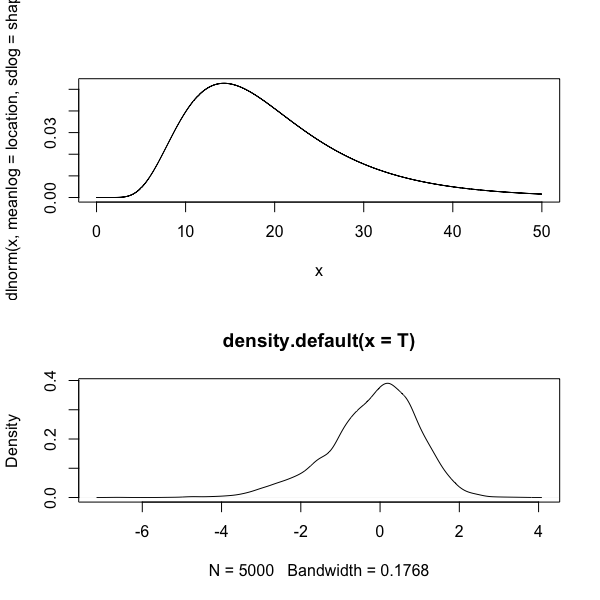 dlnorm(x, meanlog = location, sdlog = shap
0.00 0.03
0 10 20 30 40 50
x
density.default(x = T)
Density
0.0 0.2 0.4
-6 -4 -2 0 2 4
N = 5000 Bandwidth = 0.1768